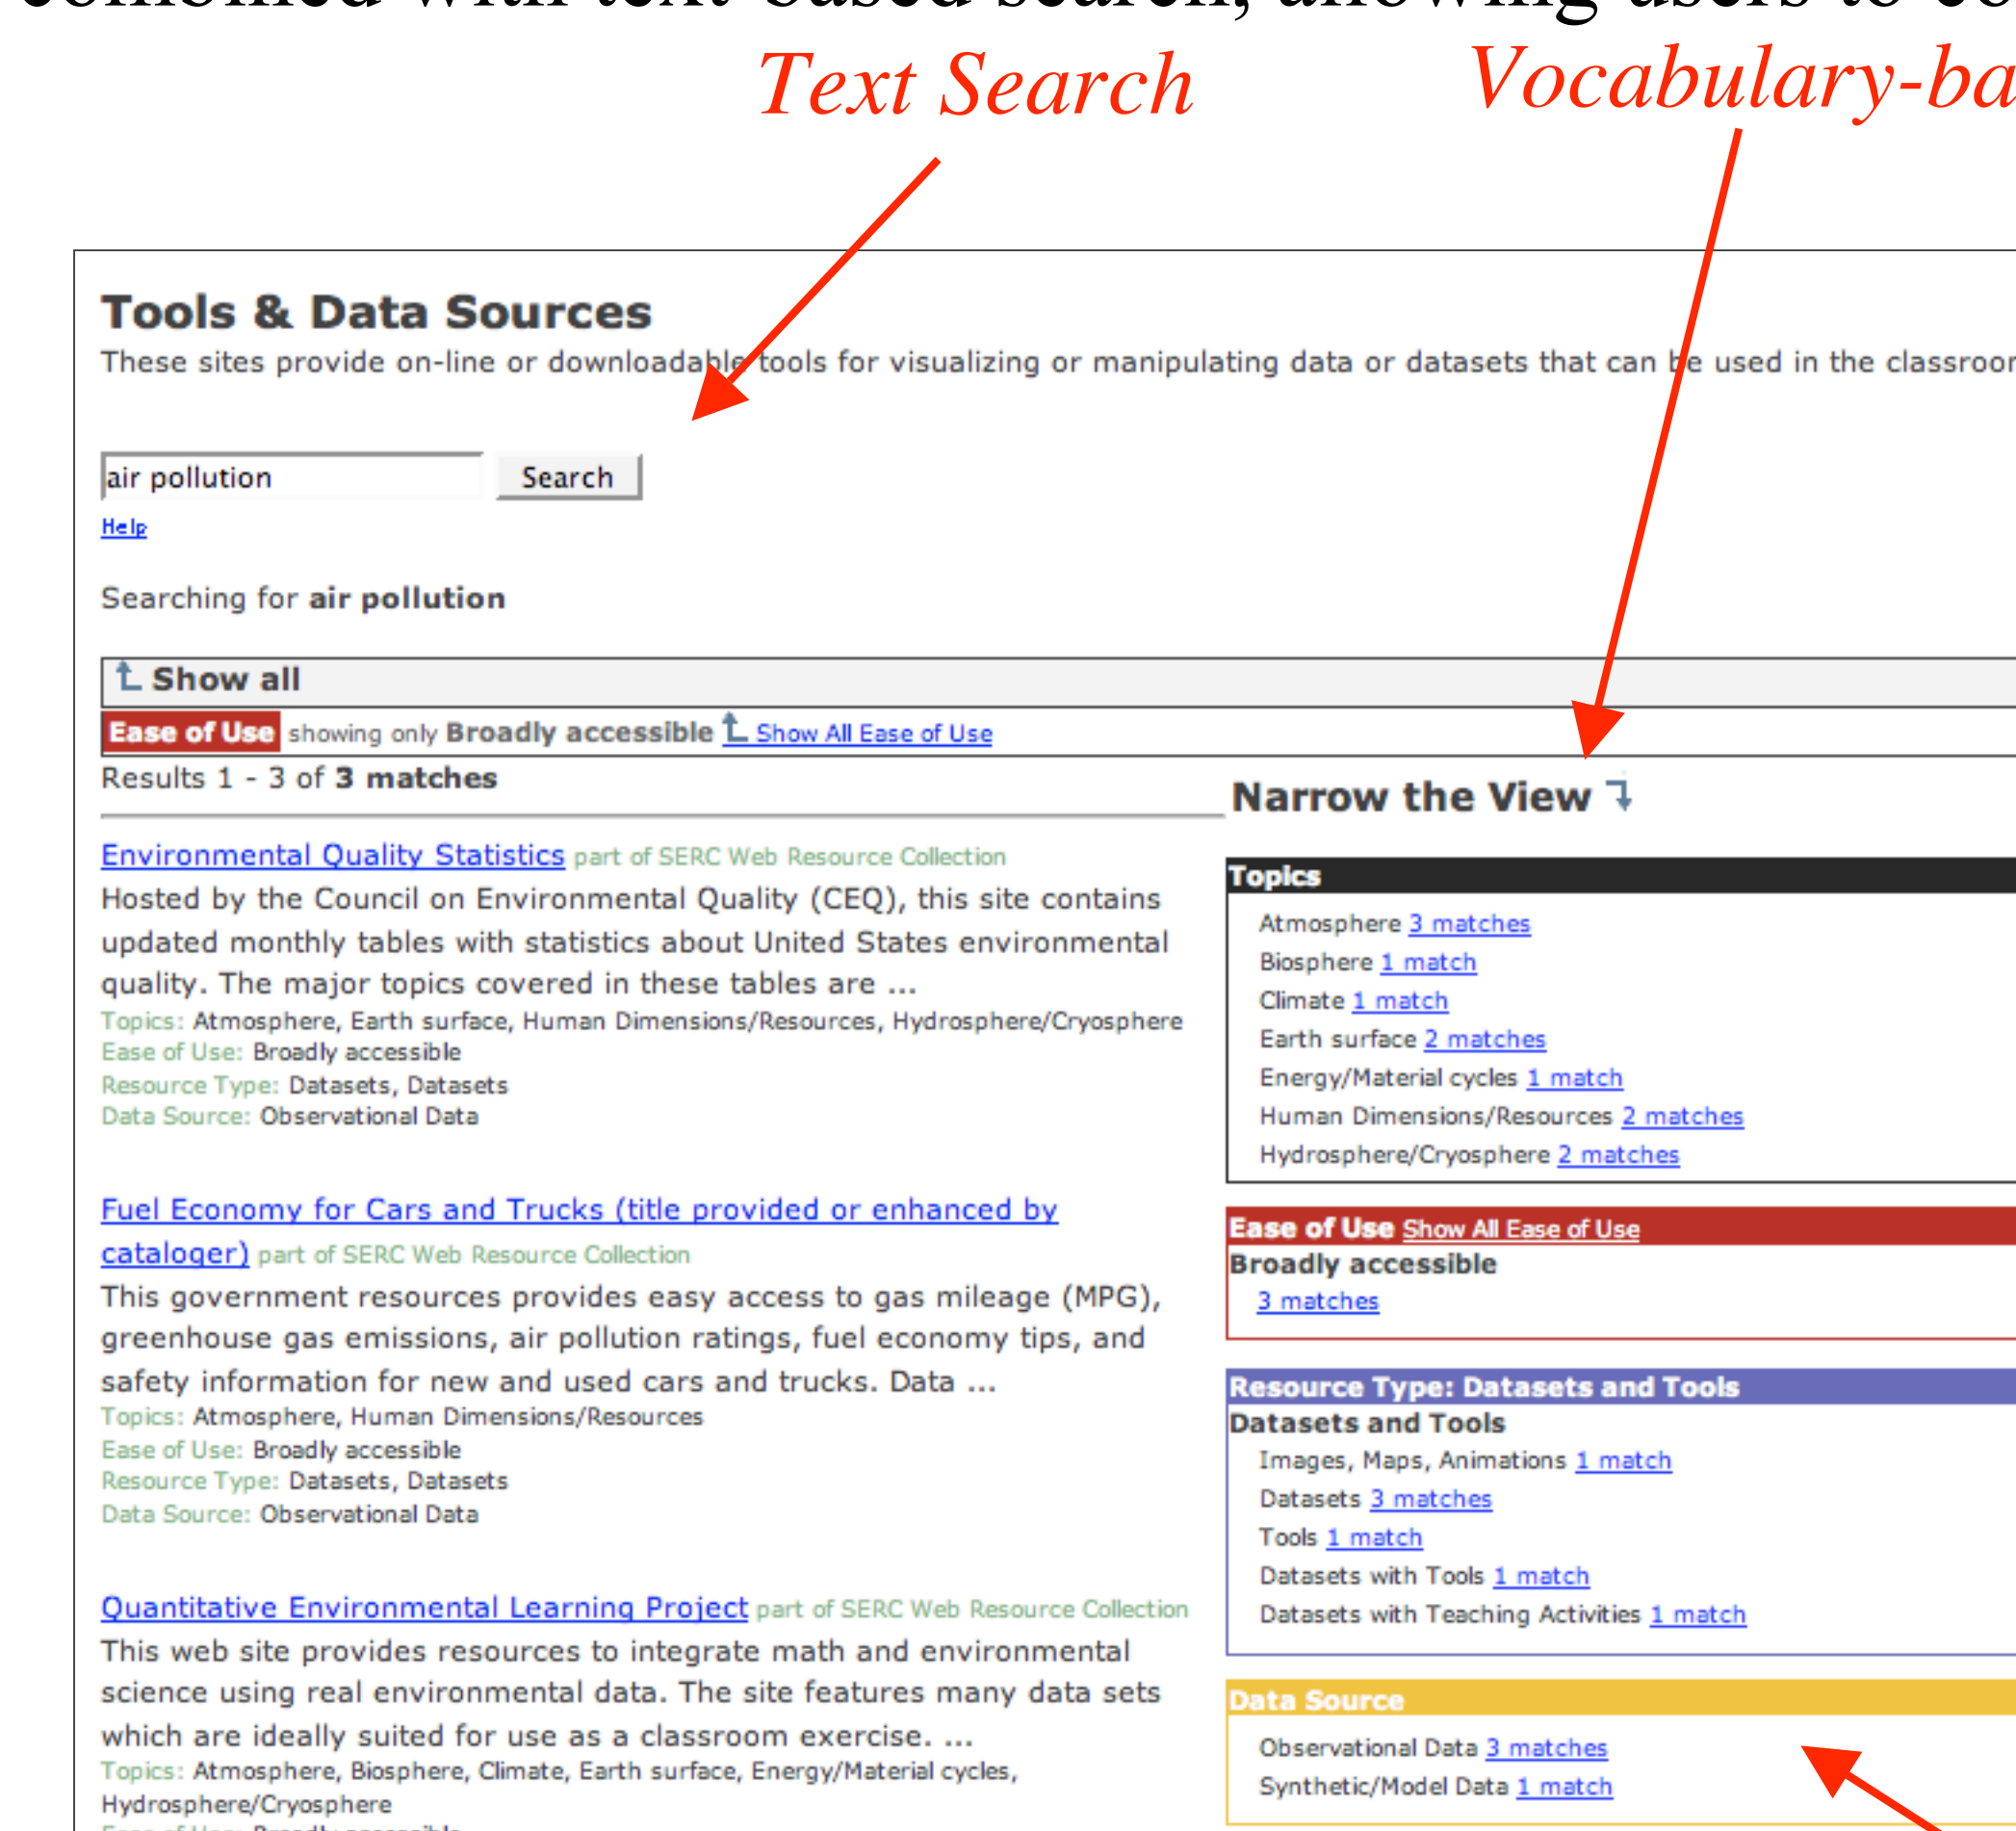 combined with text-based search, allowing users to co
Text Search
Vocabulary-ba
Tools & Data Sources
These sites provide on-line or downloadable tools for visualizing or manipulating data or datasets that can be used in the classroom
air pollution
Search
Help
Searching for air pollution
Show all
Ease of Use showing only Broadly accessible Show All Ease of Use
Results 1 - 3 of 3 matches
Environmental Quality Statistics part of SERC Web Resource Collection
Hosted by the Council on Environmental Quality (CEQ), this site contains
updated monthly tables with statistics about United States environmental
quality. The major topics covered in these tables are ...
Topics: Atmosphere, Earth surface, Human Dimensions/Resources, Hydrosphere/Cryosphere
Ease of Use: Broadly accessible
Resource Type: Datasets, Datasets
Data Source: Observational Data
Fuel Economy for Cars and Trucks (title provided or enhanced by
cataloger) part of SERC Web Resource Collection
This government resources provides easy access to gas mileage (MPG),
greenhouse gas emissions, air pollution ratings, fuel economy tips, and
safety information for new and used cars and trucks. Data ...
Topics: Atmosphere, Human Dimensions/Resources
Ease of Use: Broadly accessible
Resource Type: Datasets, Datasets
Data Source: Observational Data
Quantitative Environmental Learning Project part of SERC Web Resource Collection
This web site provides resources to integrate math and environmental
science using real environmental data. The site features many data sets
which are ideally suited for use as a classroom exercise. ...
Topics: Atmosphere, Biosphere, Climate, Earth surface, Energy/Material cycles,
Hydrosphere/Cryosphere
Ease of Use: Broadly accessible
Narrow the View
Topics
Atmosphere 3 matches
Biosphere 1 match
Climate 1 match
Earth surface 2 matches
Energy/Material cycles 1 match
Human Dimensions/Resources 2 matches
Hydrosphere/Cryosphere 2 matches
Ease of Use Show All Ease of Use
Broadly accessible
3 matches
Resource Type: Datasets and Tools
Datasets and Tools
Images, Maps, Animations 1 match
Datasets 3 matches
Tools 1 match
Datasets with Tools 1 match
Datasets with Teaching Activities 1 match
Data Source
Observational Data 3 matches
Synthetic/Model Data 1 match